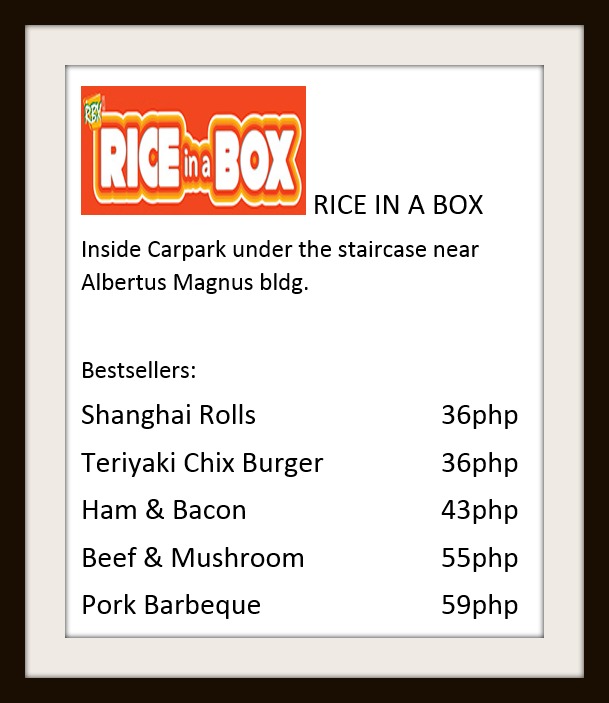 RBX
RICE in a BOX
RICE IN A BOX
Inside Carpark under the staircase near
Albertus Magnus bldg.
Bestsellers:
Shanghai Rolls 36php
Teriyaki Chix Burger 36php
Ham & Bacon 43php
Beef & Mushroom 55php
Pork Barbeque 59php